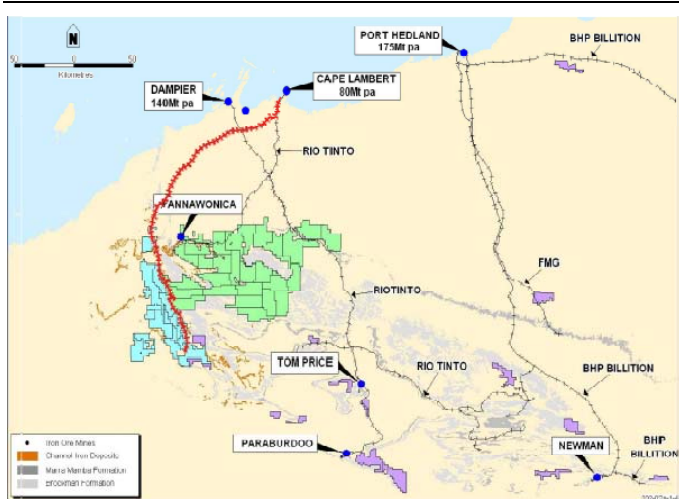 N
50
0
50
Kilometres
PORT HEDLAND
175Mt pa
BHP BILLITION
CAPE LAMBERT
80Mt pa
DAMPIER
140Mt pa
RIO TINTO
PANNAWONICA
FMG
RIOTINTO
TOM PRICE
RIO TINTO
BHP BILLITION
PARABURDOO
NEWMAN
BHP
BILLITION
Iron Ore Mines
Channel Iron Deposits
Marra Mamba Formation
Brockman Formation